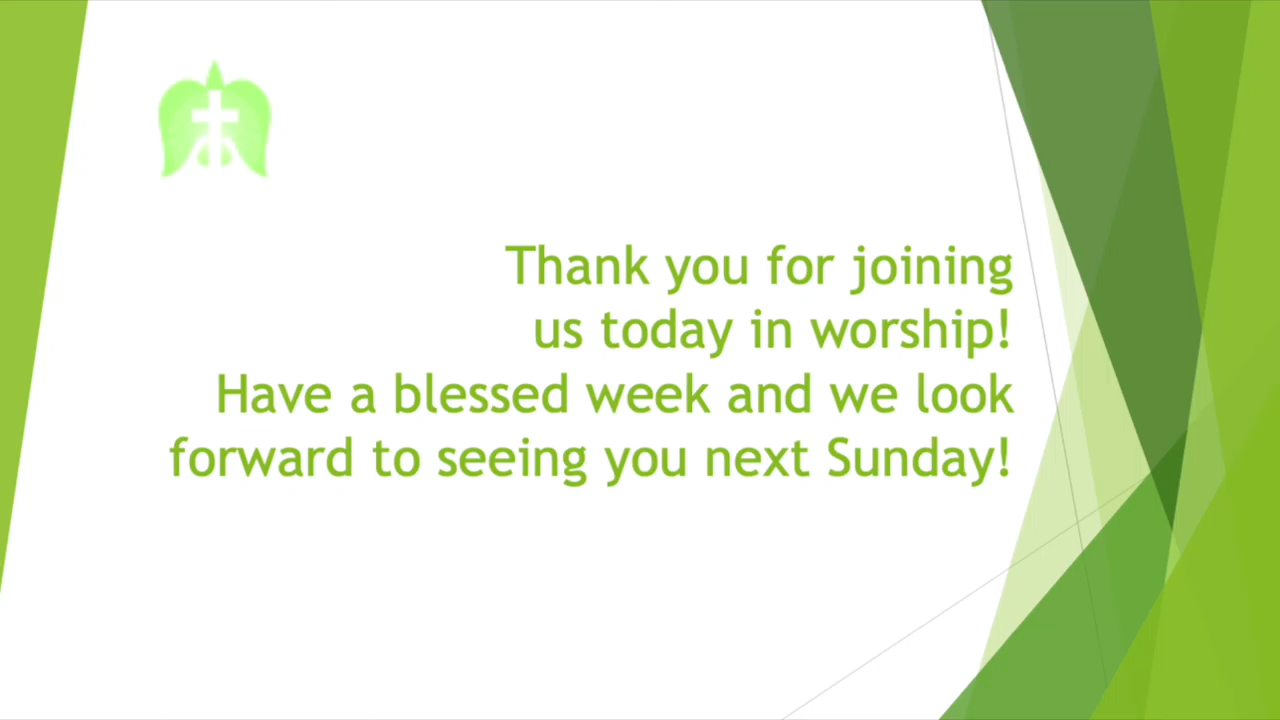 Thank you for joining
us today in worship!
Have a blessed week and we look
forward to seeing you next Sunday!